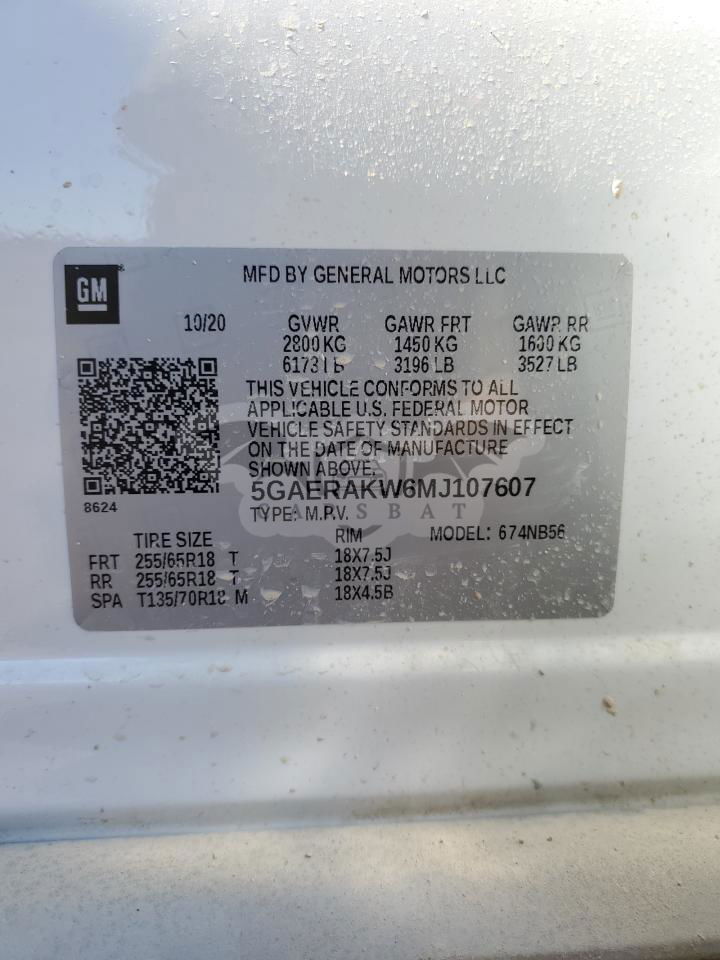 GM
MFD BY GENERAL MOTORS LLC
10/20 GVWR GAWR FRT GAWR RR
2800 KG 1450 KG 1600 KG
6173 LB 3196 LB 3527 LB
THIS VEHICLE CONFORMS TO ALL
APPLICABLE U.S. FEDERAL MOTOR
VEHICLE SAFETY STANDARDS IN EFFECT
ON THE DATE OF MANUFACTURE
SHOWN ABOVE.
8624
5GAERAKW6MJ107607
TYPE: M.P.V.
TIRE SIZE RIM MODEL: 674NB56
FRT 255/65R18 T 18X7.5J
RR 255/65R18 T 18X7.5J
SPA T135/70R18 M 18X4.5B